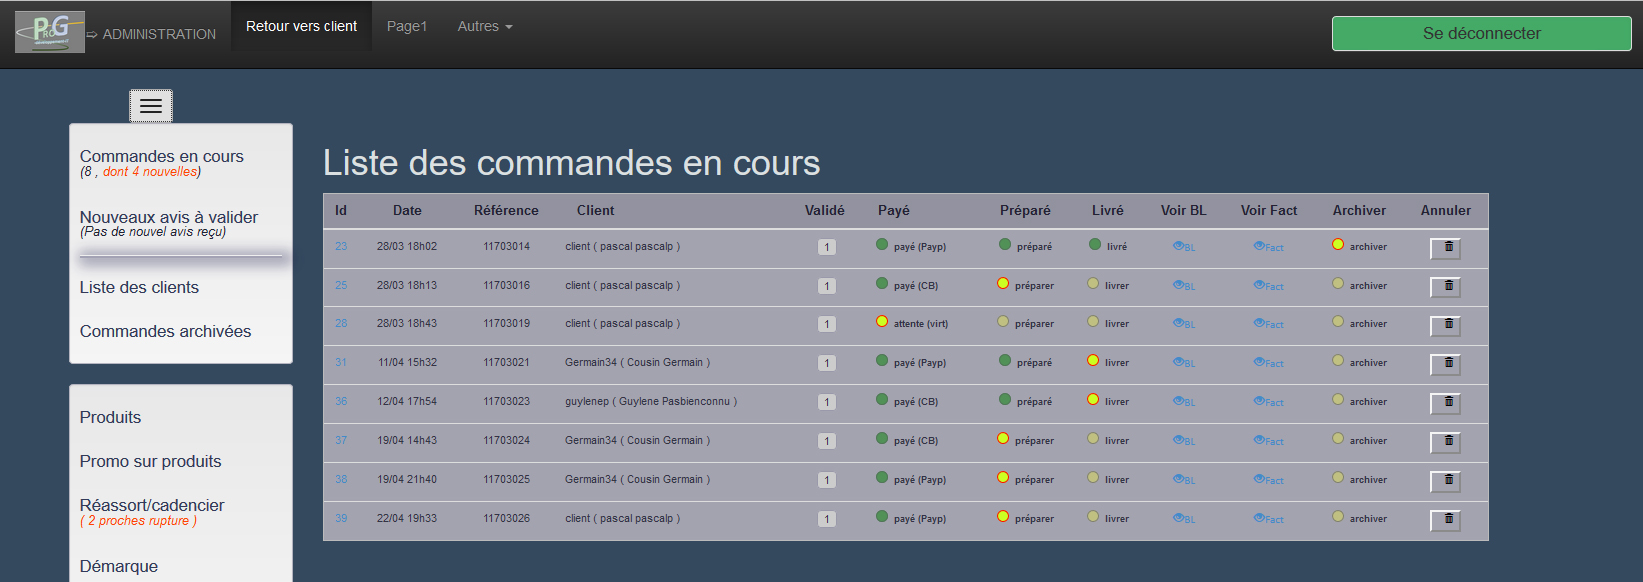 PROG
⇨ ADMINISTRATION Retour vers client Page1 Autres Se déconnecter
Commandes en cours
(8 , dont 4 nouvelles)
Nouveaux avis à valider
(Pas de nouvel avis reçu)
Liste des clients
Commandes archivées
Produits
Promo sur produits
Réassort/cadencier
( 2 proches rupture )
Démarque
Liste des commandes en cours
Id Date Référence Client Validé Payé Préparé Livré Voir BL Voir Fact Archiver Annuler
23 28/03 18h02 11703014 client ( pascal pascalp ) 1 payé (Payp) préparé livré BL Fact archiver
25 28/03 18h13 11703016 client ( pascal pascalp ) 1 payé (CB) préparer livrer BL Fact archiver
28 28/03 18h43 11703019 client ( pascal pascalp ) 1 attente (virt) préparer livrer BL Fact archiver
31 11/04 15h32 11703021 Germain34 ( Cousin Germain ) 1 payé (Payp) préparé livrer BL Fact archiver
36 12/04 17h54 11703023 guylenep ( Guylene Pasbienconnu ) 1 payé (CB) préparé livrer BL Fact archiver
37 19/04 14h43 11703024 Germain34 ( Cousin Germain ) 1 payé (CB) préparer livrer BL Fact archiver
38 19/04 21h40 11703025 Germain34 ( Cousin Germain ) 1 payé (Payp) préparer livrer BL Fact archiver
39 22/04 19h33 11703026 client ( pascal pascalp ) 1 payé (Payp) préparer livrer BL Fact archiver